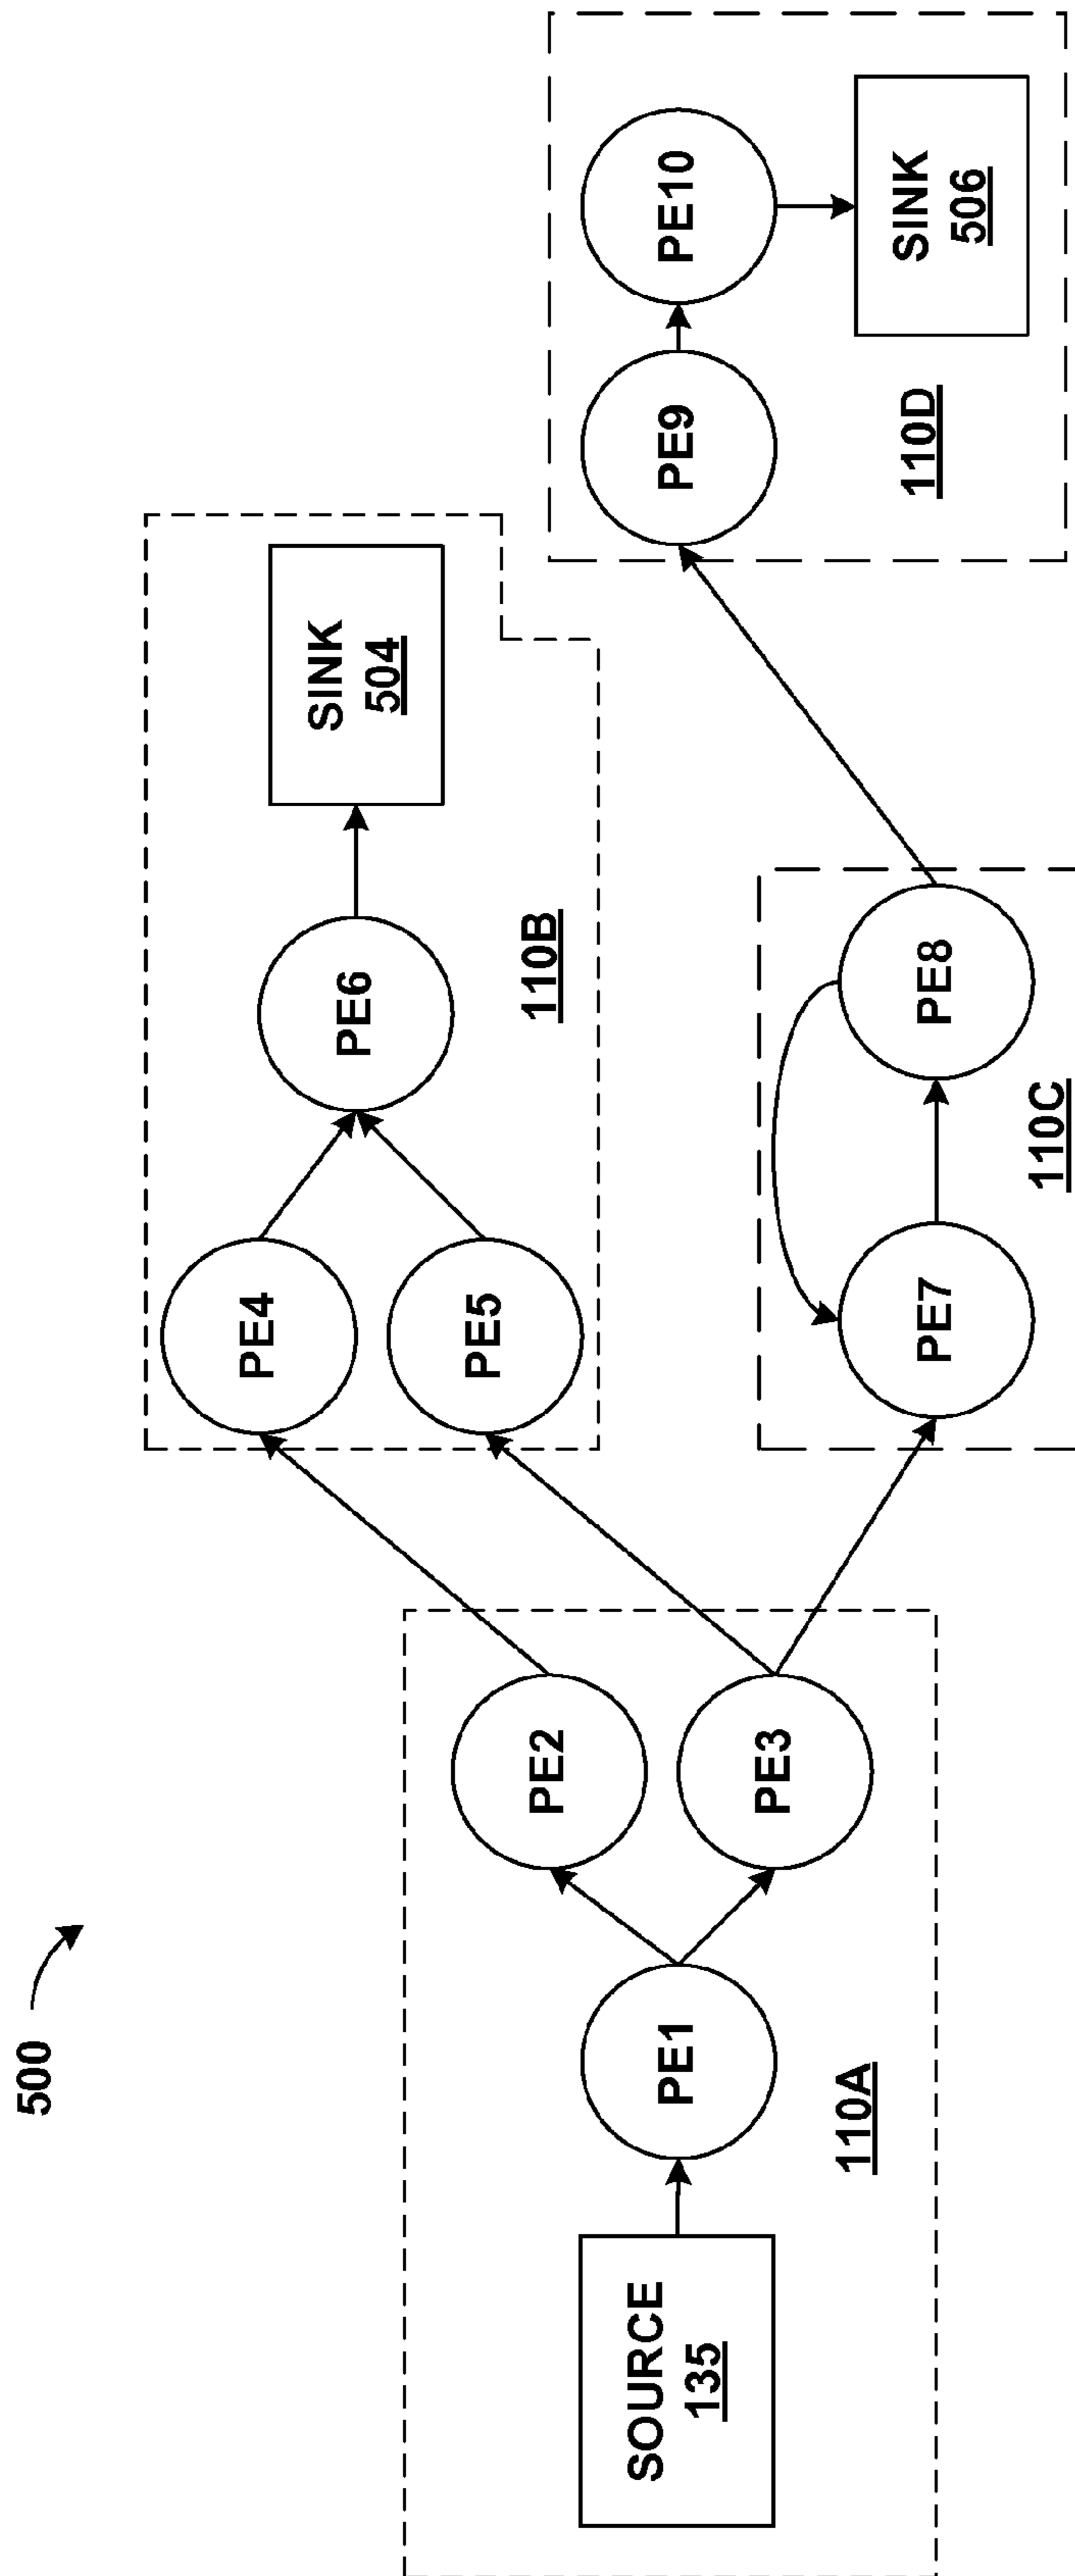 500
SOURCE
135
PE1
110A
PE2
PE3
PE4
PE5
PE6
SINK
504
110B
PE7
PE8
110C
PE9
PE10
SINK
506
110D